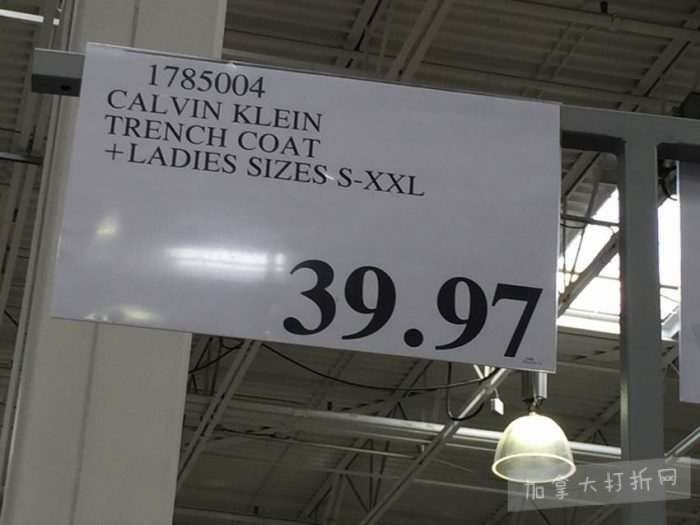 1785004
CALVIN KLEIN
TRENCH COAT
+LADIES SIZES S-XXL
39.97
加拿大打折网